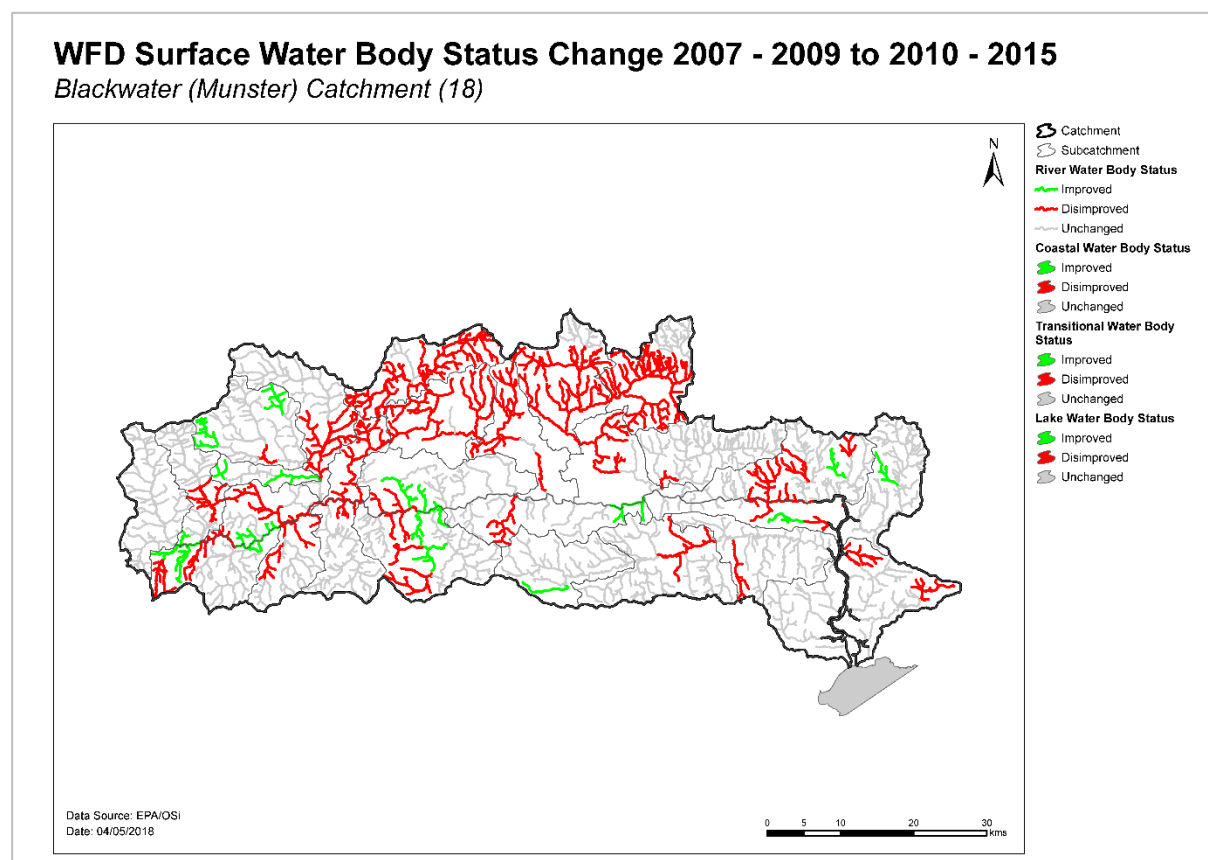 WFD Surface Water Body Status Change 2007 - 2009 to 2010 - 2015
Blackwater (Munster) Catchment (18)
N
Catchment
Subcatchment
River Water Body Status
Improved
Disimproved
Unchanged
Coastal Water Body Status
Improved
Disimproved
Unchanged
Transitional Water Body
Status
Improved
Disimproved
Unchanged
Lake Water Body Status
Improved
Disimproved
Unchanged
Data Source: EPA/OSi
Date: 04/05/2018
0 5 10 20 30
kms